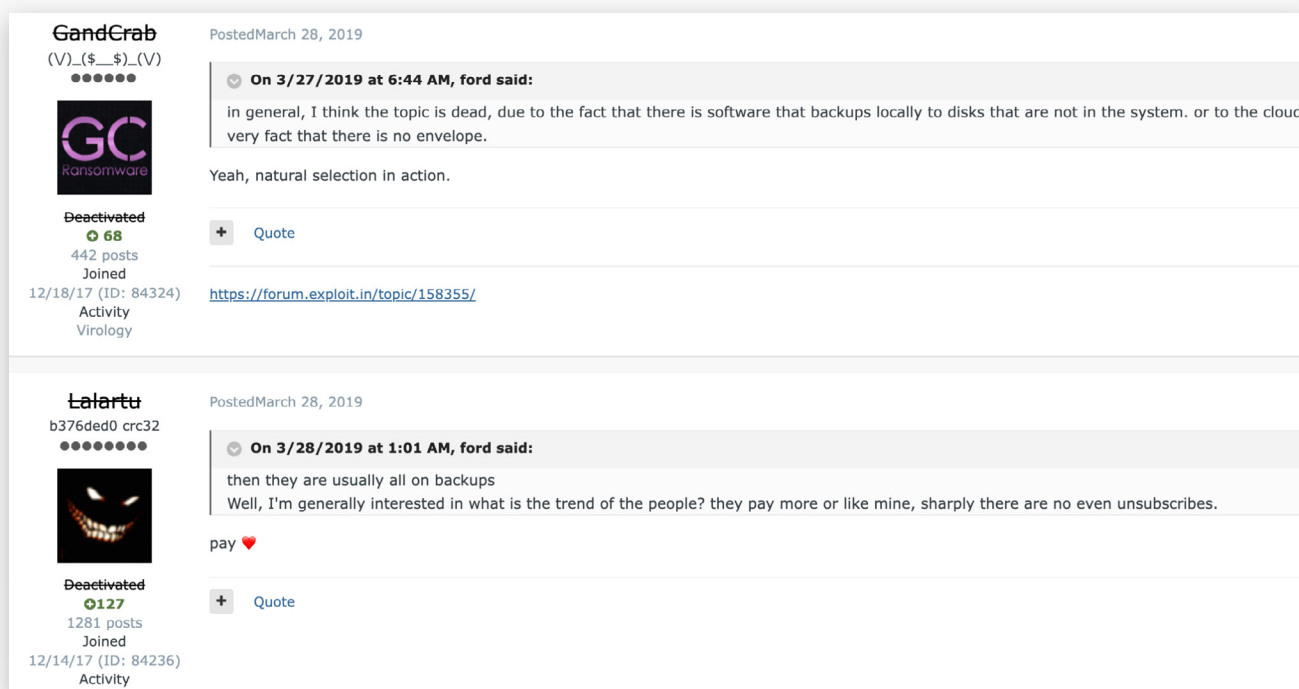 GandCrab
(\/)_($__$)_(\/)
GC
Ransomware
Deactivated
68
442 posts
Joined
12/18/17 (ID: 84324)
Activity
Virology
PostedMarch 28, 2019
On 3/27/2019 at 6:44 AM, ford said:
in general, I think the topic is dead, due to the fact that there is software that backups locally to disks that are not in the system. or to the cloud
very fact that there is no envelope.
Yeah, natural selection in action.
+ Quote
https://forum.exploit.in/topic/158355/
Lalartu
b376ded0 crc32
Deactivated
127
1281 posts
Joined
12/14/17 (ID: 84236)
Activity
PostedMarch 28, 2019
On 3/28/2019 at 1:01 AM, ford said:
then they are usually all on backups
Well, I'm generally interested in what is the trend of the people? they pay more or like mine, sharply there are no even unsubscribes.
pay ❤️
+ Quote